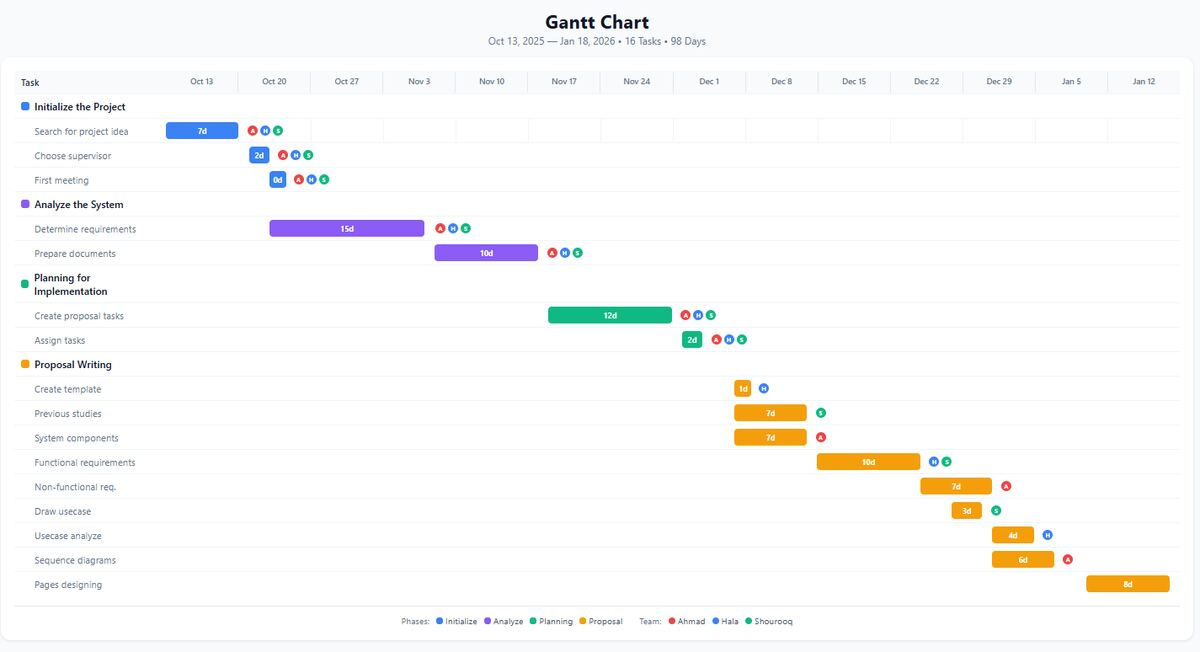 Gantt Chart
Oct 13, 2025 — Jan 18, 2026 • 16 Tasks • 98 Days
Task Oct 13 Oct 20 Oct 27 Nov 3 Nov 10 Nov 17 Nov 24 Dec 1 Dec 8 Dec 15 Dec 22 Dec 29 Jan 5 Jan 12
Initialize the Project
Search for project idea 7d A H S
Choose supervisor 2d A H S
First meeting 0d A H S
Analyze the System
Determine requirements 15d A H S
Prepare documents 10d A H S
Planning for
Implementation
Create proposal tasks 12d A H S
Assign tasks 2d A H S
Proposal Writing
Create template 1d H
Previous studies 7d S
System components 7d A
Functional requirements 10d H S
Non-functional req. 7d A
Draw usecase 3d S
Usecase analyze 4d H
Sequence diagrams 6d A
Pages designing 8d
Phases: Initialize Analyze Planning Proposal Team: Ahmad Hala Shourooq